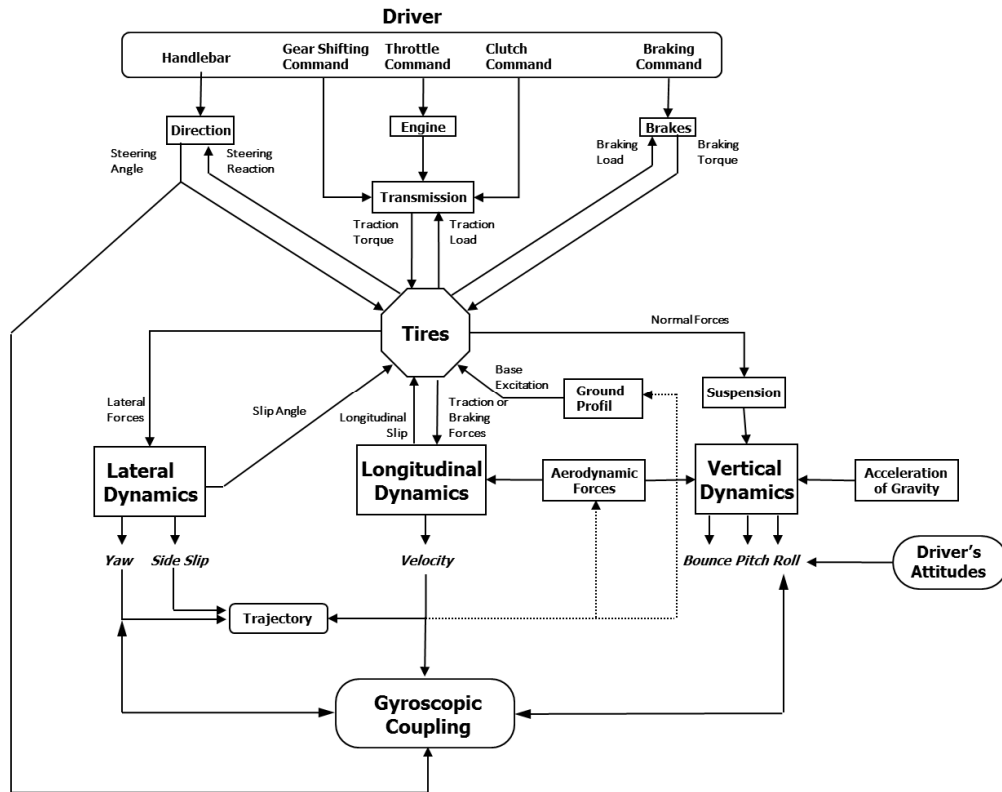 Driver
Handlebar
Gear Shifting
Command
Throttle
Command
Clutch
Command
Braking
Command
Direction
Engine
Brakes
Steering
Angle
Steering
Reaction
Braking
Load
Braking
Torque
Transmission
Traction
Torque
Traction
Load
Tires
Normal Forces
Lateral
Forces
Slip Angle
Longitudinal
Slip
Traction or
Braking
Forces
Base
Excitation
Ground
Profil
Suspension
Lateral
Dynamics
Longitudinal
Dynamics
Aerodynamic
Forces
Vertical
Dynamics
Acceleration
of Gravity
Yaw
Side Slip
Velocity
Bounce Pitch Roll
Driver's
Attitudes
Trajectory
Gyroscopic
Coupling